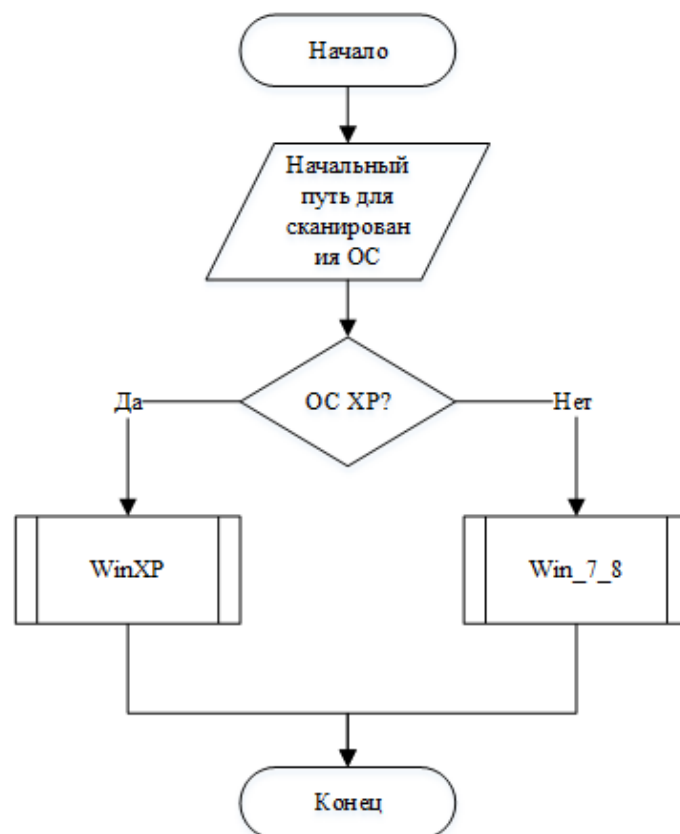 Начало
Начальный
путь для
сканирован
ия ОС
ОС XP?
Да
Нет
WinXP
Win_7_8
Конец